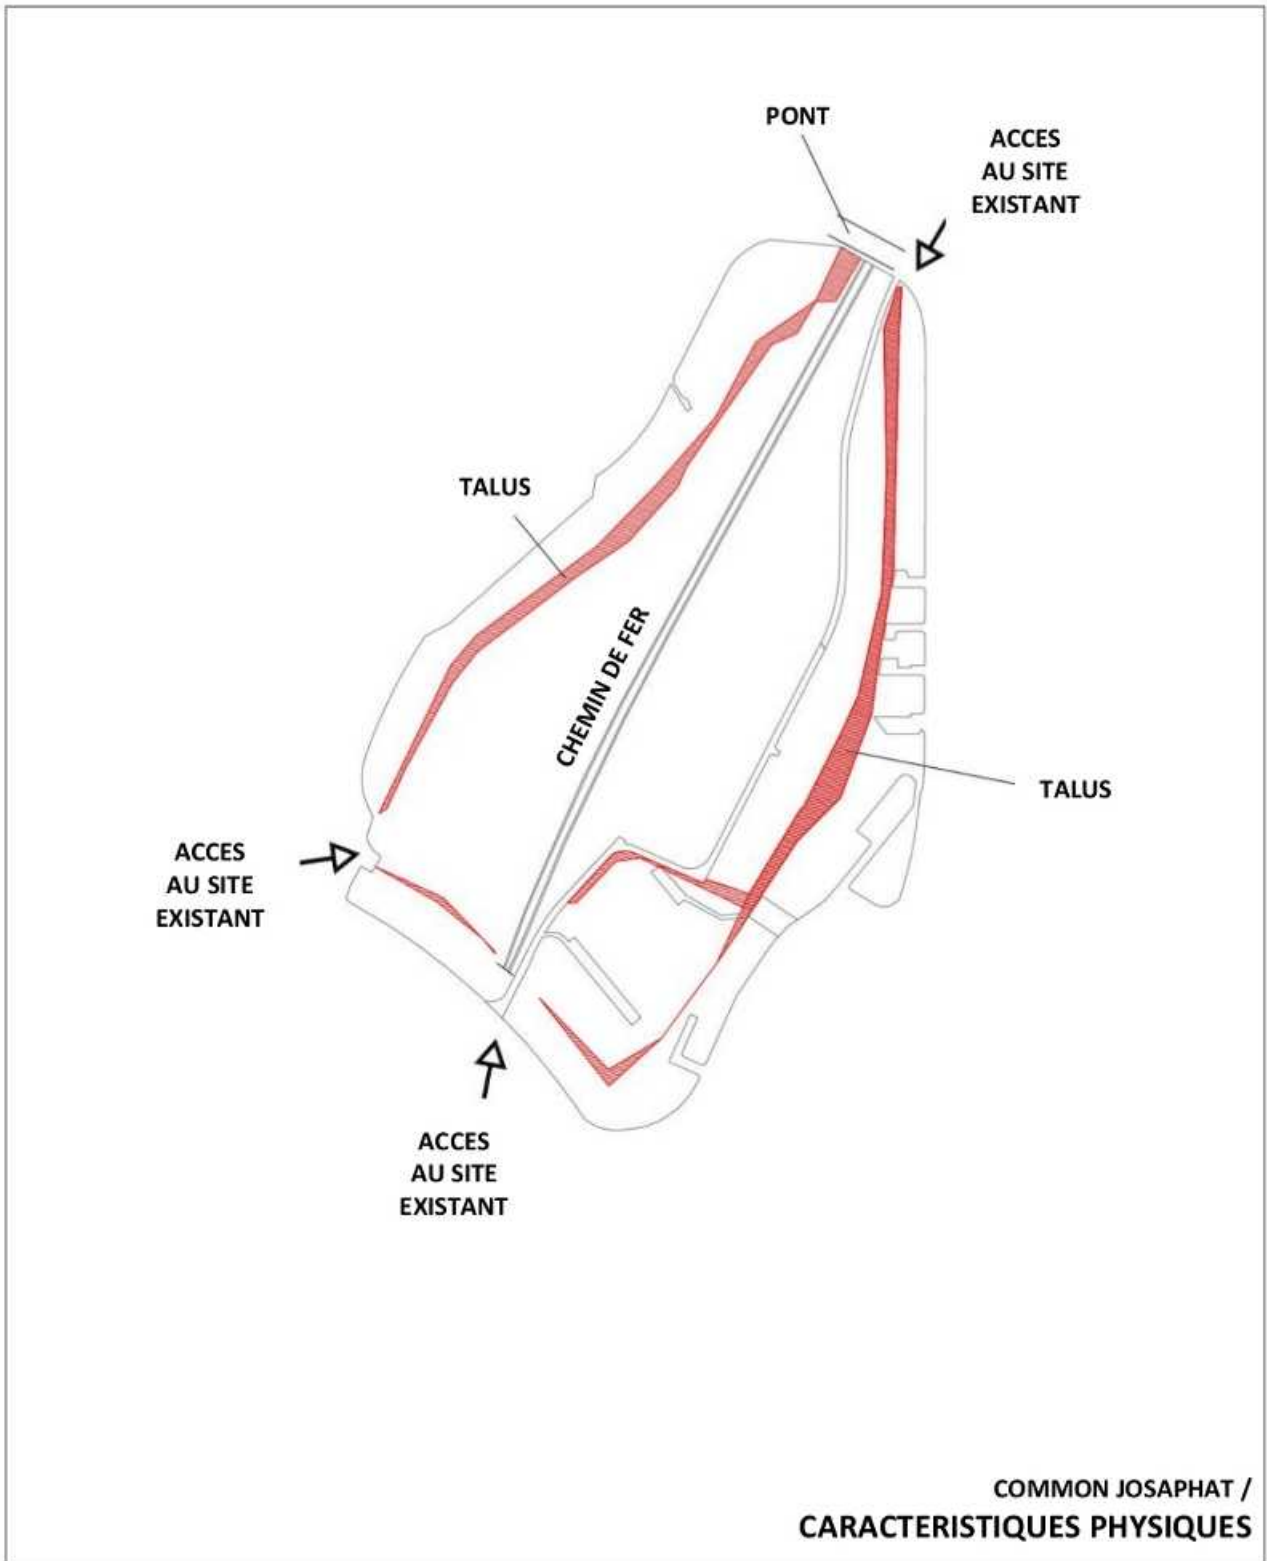 PONT
ACCES
AU SITE
EXISTANT
TALUS
CHEMIN DE FER
TALUS
ACCES
AU SITE
EXISTANT
ACCES
AU SITE
EXISTANT
COMMON JOSAPHAT /
CARACTERISTIQUES PHYSIQUES